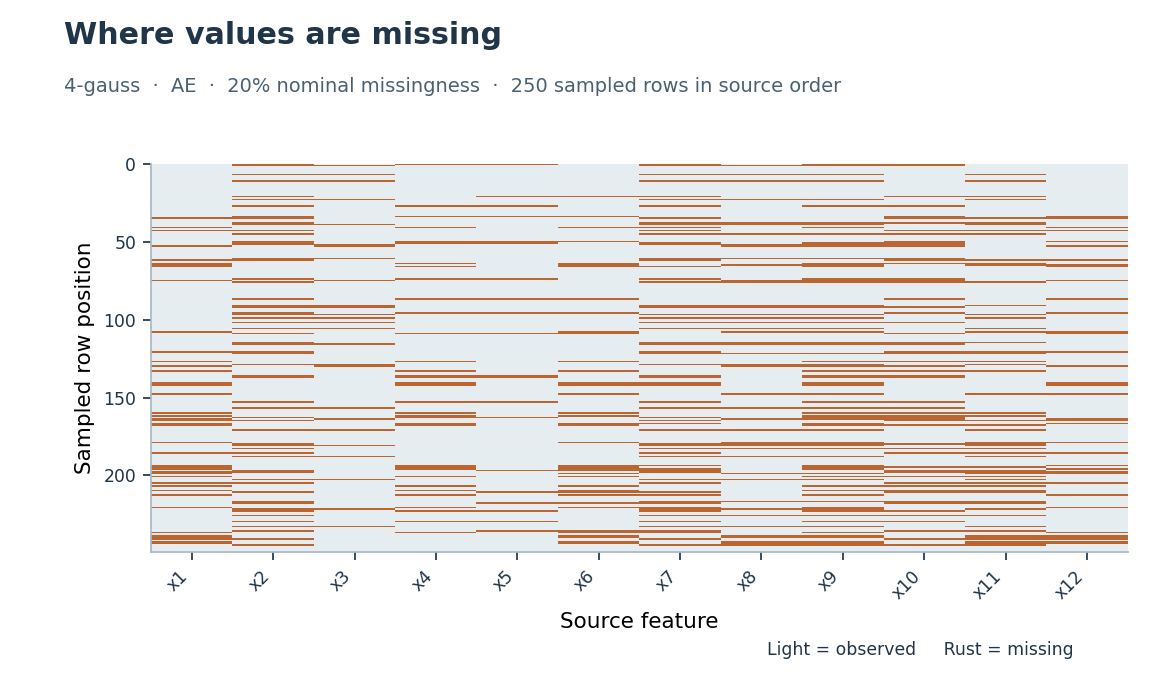 Where values are missing
4-gauss · AE · 20% nominal missingness · 250 sampled rows in source order
0
50
100
150
200
Sampled row position
x1 x2 x3 x4 x5 x6 x7 x8 x9 x10 x11 x12
Source feature
Light = observed Rust = missing